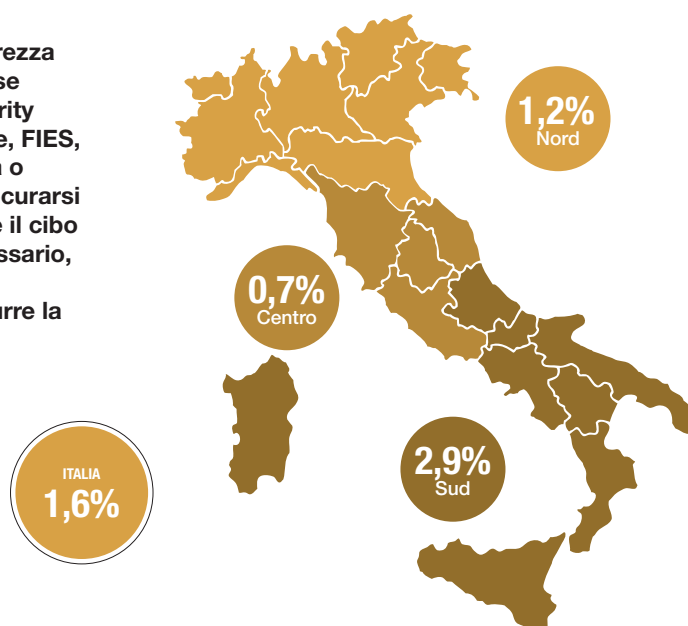 rezza
se
rity
e, FIES,
o
curarsi
e il cibo
ssario,
rre la
1,2%
Nord
0,7%
Centro
ITALIA
1,6%
2,9%
Sud